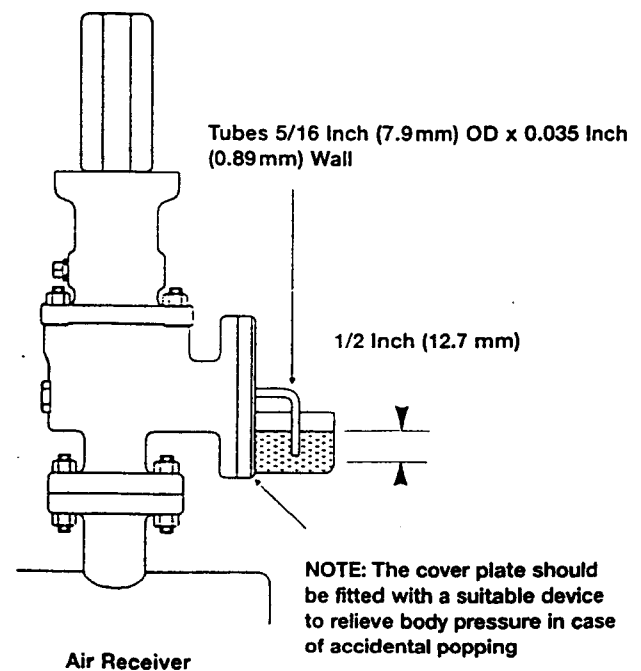 Tubes 5/16 Inch (7.9mm) OD x 0.035 Inch
(0.89mm) Wall
1/2 Inch (12.7 mm)
NOTE: The cover plate should
be fitted with a suitable device
to relieve body pressure in case
of accidental popping
Air Receiver